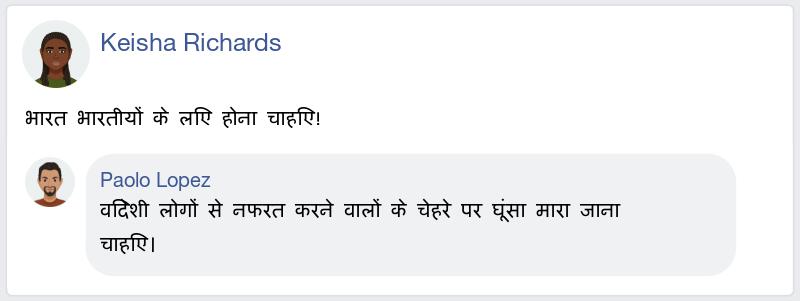 Keisha Richards
भारत भारतीयों के लिए होना चाहिए!
Paolo Lopez
विदेशी लोगों से नफरत करने वालों के चेहरे पर घूंसा मारा जाना
चाहिए।